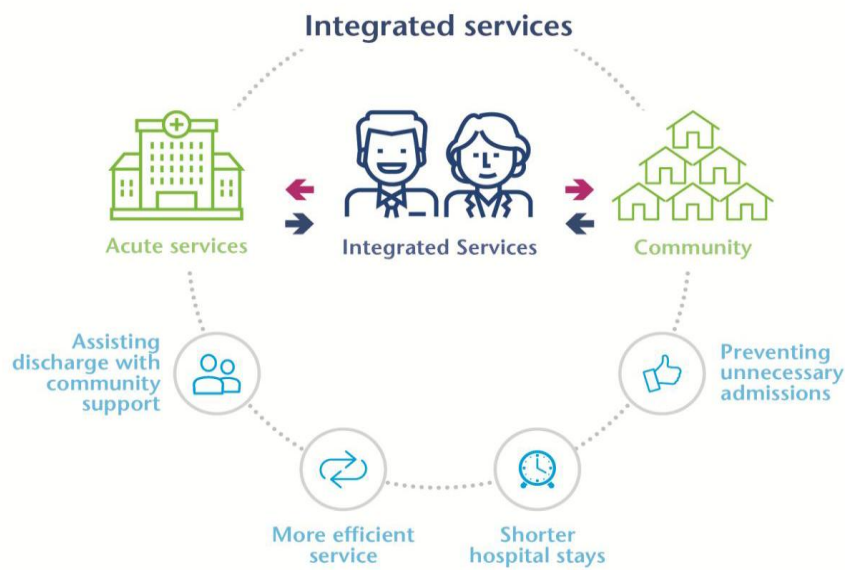 Integrated services
Acute services
Integrated Services
Community
Assisting
discharge with
community
support
Preventing
unnecessary
admissions
More efficient
service
Shorter
hospital stays